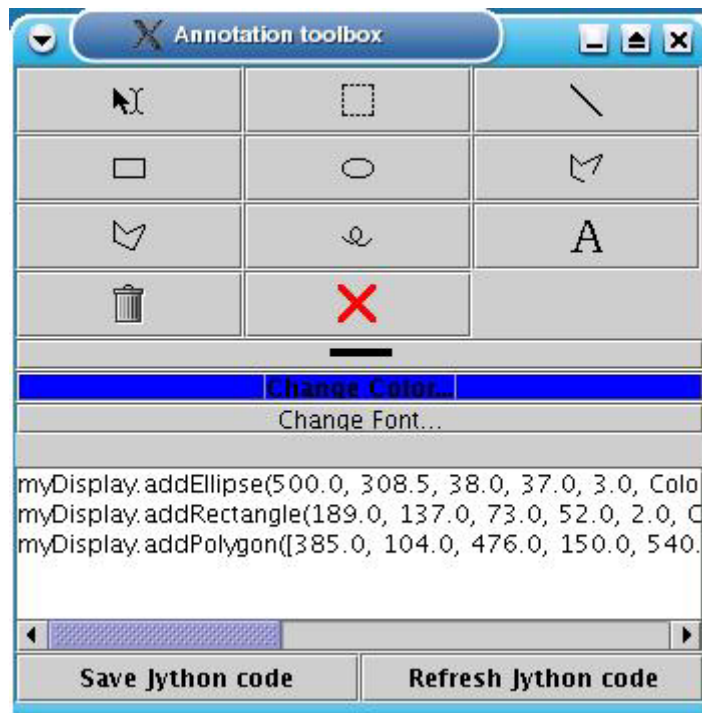 Annotation toolbox
A
Change Color...
Change Font...
myDisplay.addEllipse(500.0, 308.5, 38.0, 37.0, 3.0, Colo
myDisplay.addRectangle(189.0, 137.0, 73.0, 52.0, 2.0, C
myDisplay.addPolygon([385.0, 104.0, 476.0, 150.0, 540.
Save Jython code Refresh Jython code